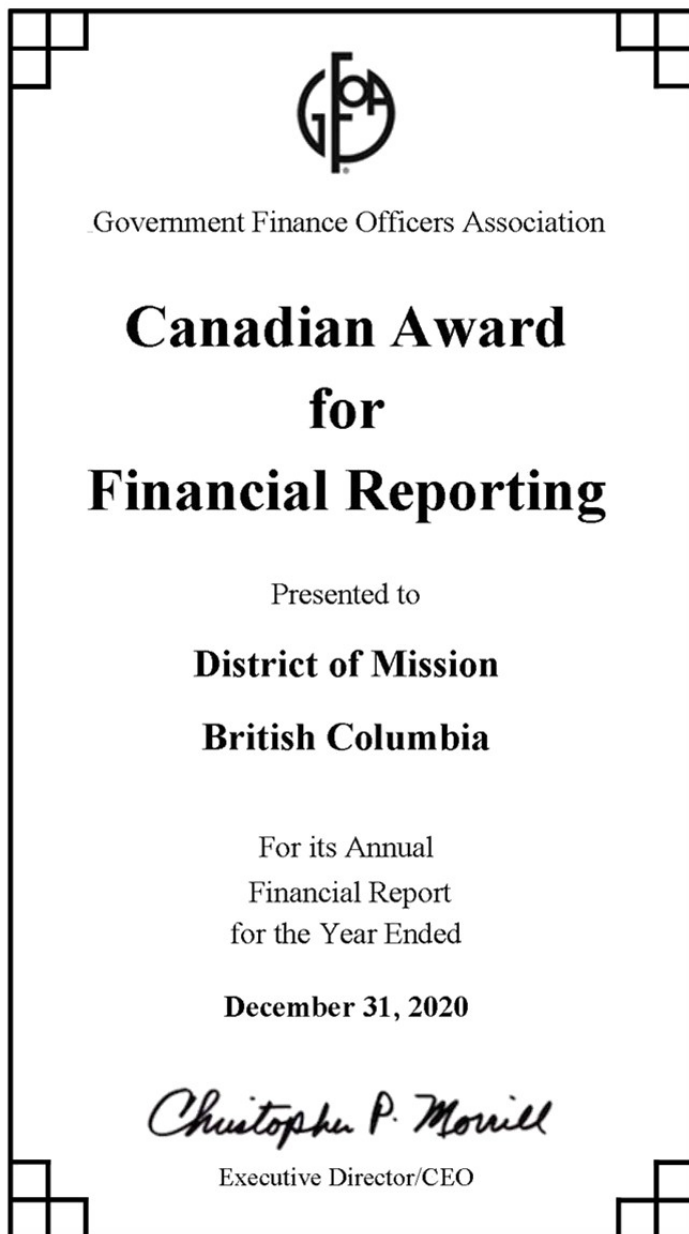 GFOA
Government Finance Officers Association
Canadian Award
for
Financial Reporting
Presented to
District of Mission
British Columbia
For its Annual
Financial Report
for the Year Ended
December 31, 2020
Christopher P. Morrill
Executive Director/CEO